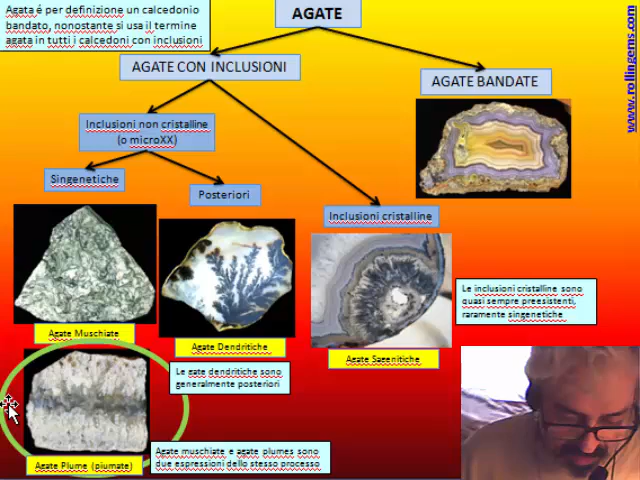 Agata é per definizione un calcedonio
bandato, nonostante si usa il termine
agata in tutti i calcedoni con inclusioni
AGATE
www.rollingems.com
AGATE CON INCLUSIONI
AGATE BANDATE
Inclusioni non cristalline
(o microXX)
Singenetiche
Posteriori
Inclusioni cristalline
Le inclusioni cristalline sono
quasi sempre preesistenti,
raramente singenetiche
Agate Muschiate
Agate Dendritiche
Agate Sagenitiche
Le gate dendritiche sono
generalmente posteriori
Agate Plume (piumate)
Agate muschiate e agate plumes sono
due expressioni dello stesso processo